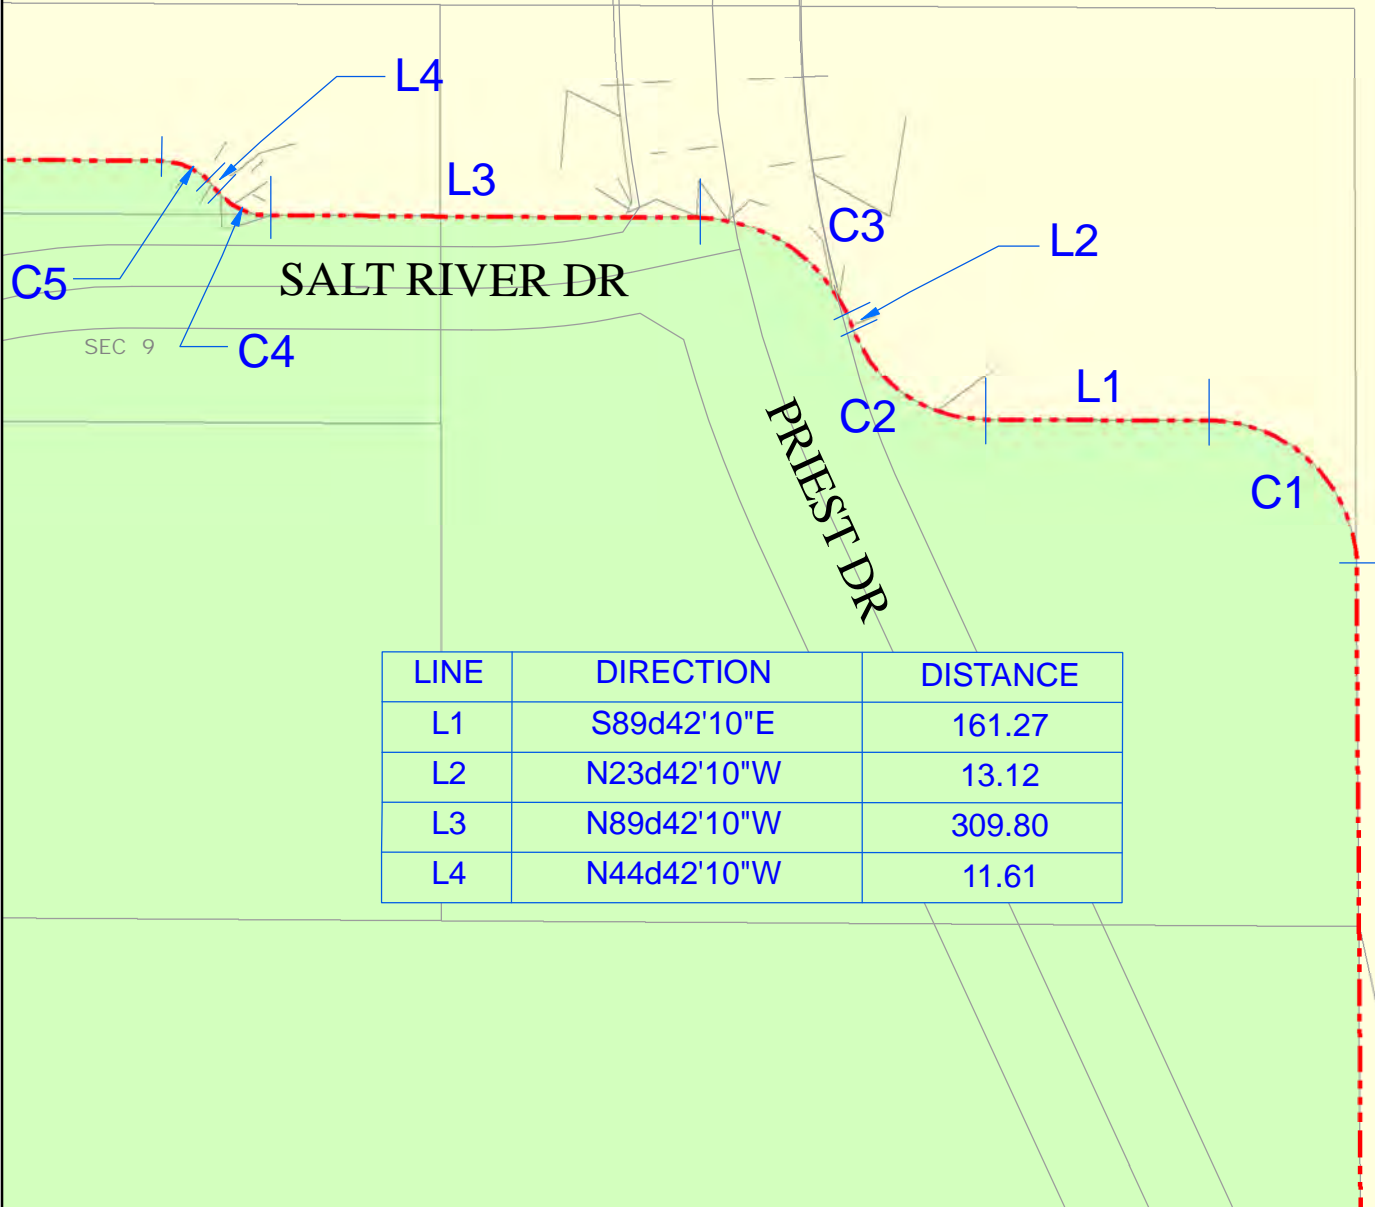 L4
L3
C3
L2
C5
SALT RIVER DR
SEC 9
C4
L1
C2
PRIEST DR
C1
LINE DIRECTION DISTANCE
L1 S89d42'10"E 161.27
L2 N23d42'10"W 13.12
L3 N89d42'10"W 309.80
L4 N44d42'10"W 11.61